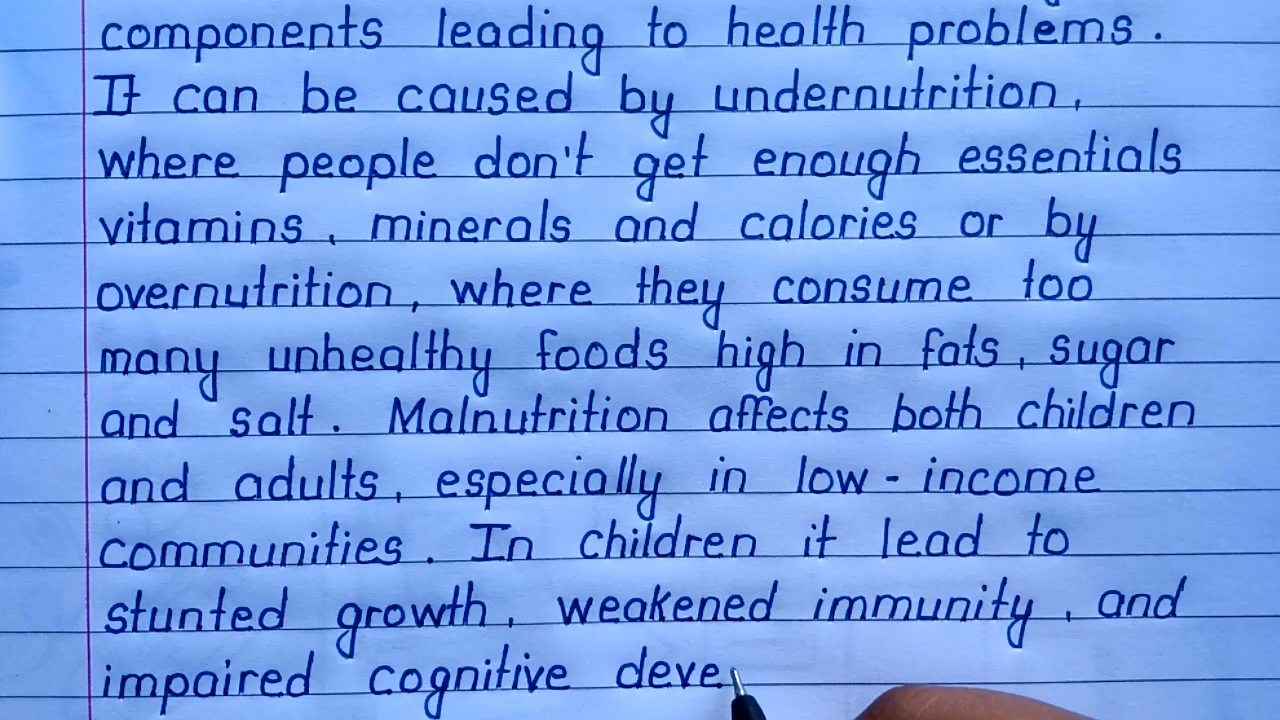 components leading to health problems.
It can be caused by undernutrition,
where people don't get enough essentials
vitamins, minerals and calories or by
overnutrition, where they consume too
many unhealthy foods high in fats, sugar
and salt. Malnutrition affects both children
and adults, especially in low-income
communities. In children it lead to
stunted growth, weakened immunity, and
impaired cognitive deve